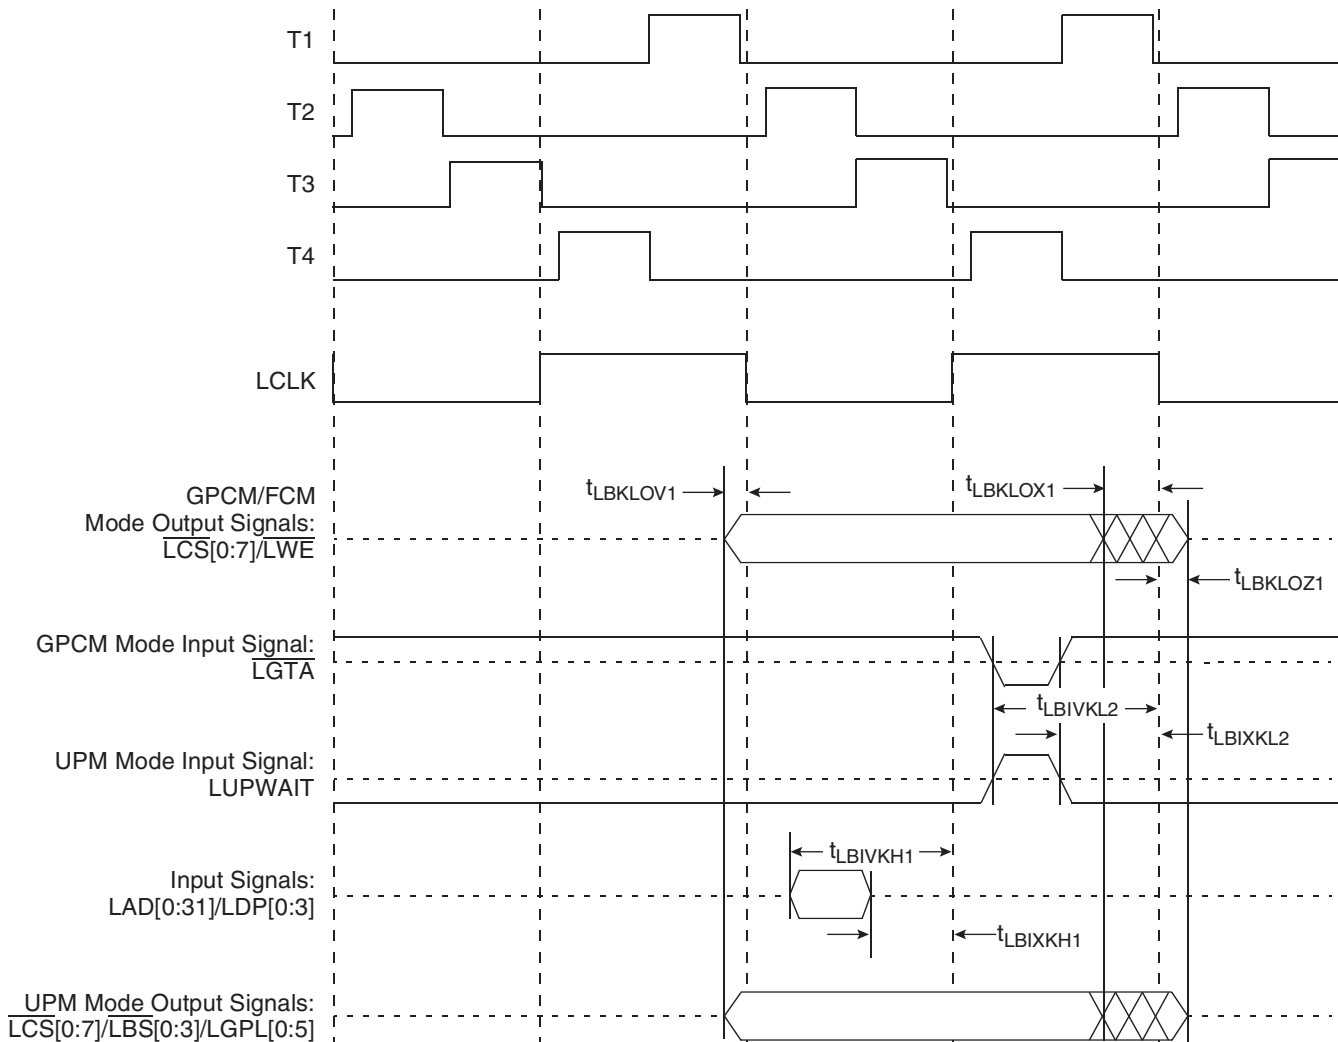 T1
T2
T3
T4
LCLK
GPCM/FCM
Mode Output Signals:
LCS[0:7]/LWE
tLBKLOV1
tLBKLOX1
tLBKLOZ1
GPCM Mode Input Signal:
LGTA
tLBIVKL2
tLBIXKL2
UPM Mode Input Signal:
LUPWAIT
tLBIVKH1
Input Signals:
LAD[0:31]/LDP[0:3]
tLBIXKH1
UPM Mode Output Signals:
LCS[0:7]/LBS[0:3]/LGPL[0:5]